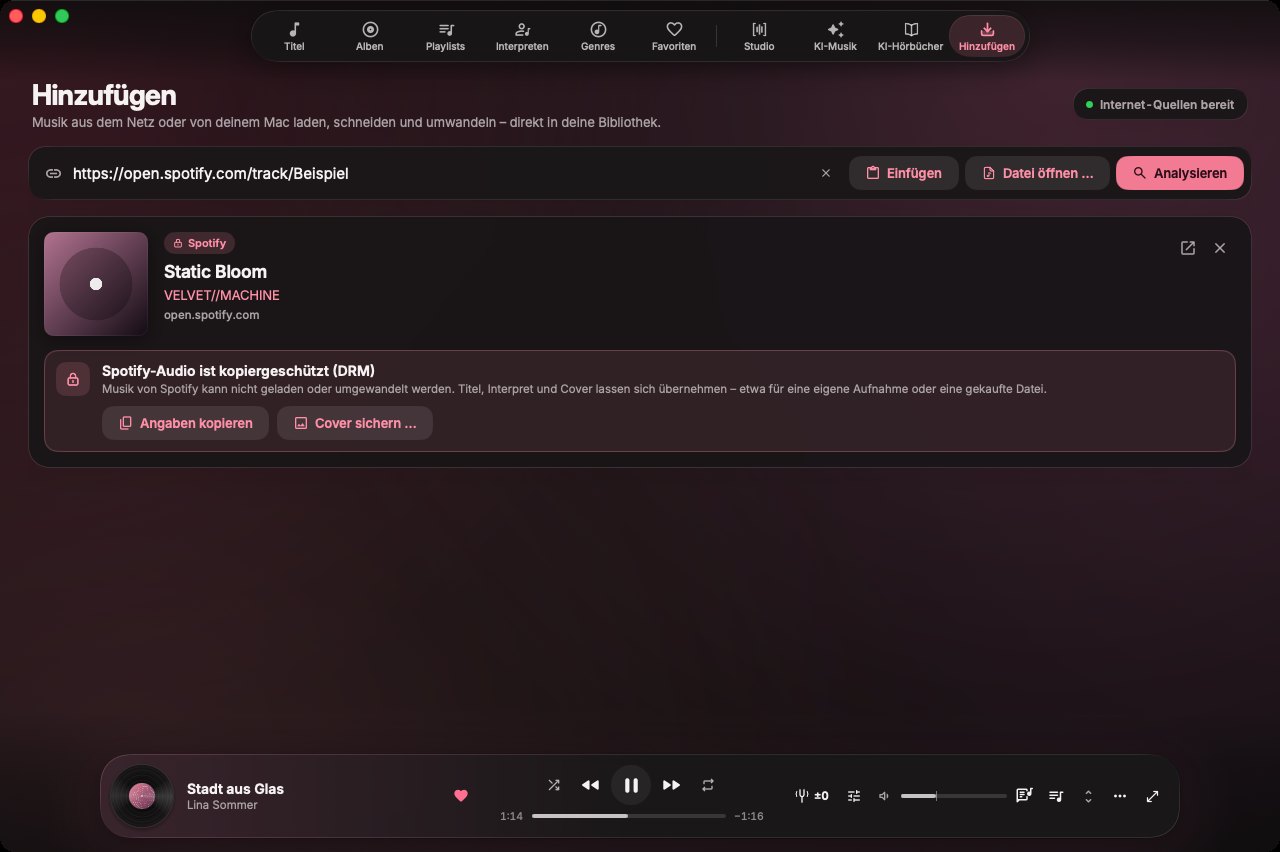 Titel
Alben
Playlists
Interpreten
Genres
Favoriten
Studio
KI-Musik
KI-Hörbücher
Hinzufügen
Hinzufügen
Musik aus dem Netz oder von deinem Mac laden, schneiden und umwandeln – direkt in deine Bibliothek.
Internet-Quellen bereit
https://open.spotify.com/track/Beispiel
Einfügen
Datei öffnen ...
Analysieren
Spotify
Static Bloom
VELVET//MACHINE
open.spotify.com
Spotify-Audio ist kopiergeschützt (DRM)
Musik von Spotify kann nicht geladen oder umgewandelt werden. Titel, Interpret und Cover lassen sich übernehmen – etwa für eine eigene Aufnahme oder eine gekaufte Datei.
Angaben kopieren
Cover sichern ...
Stadt aus Glas
Lina Sommer
1:14
−1:16
±0